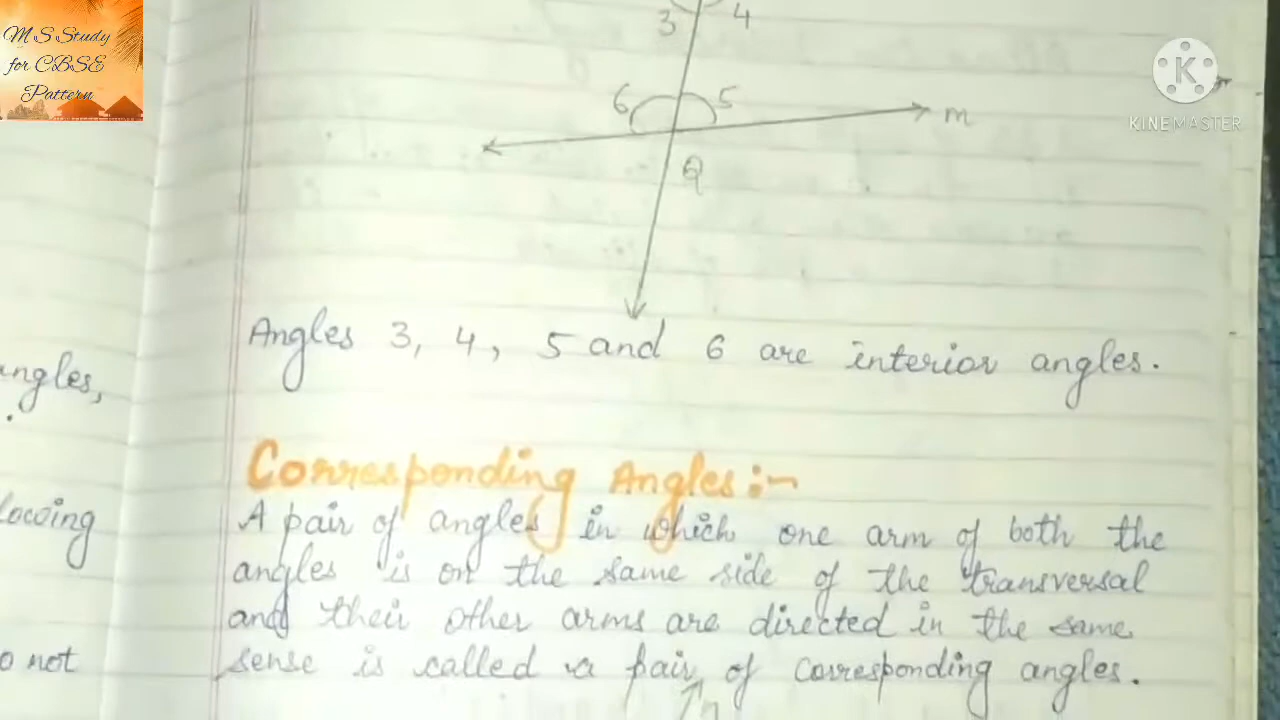 M S Study
for CBSE
Pattern
KINEMASTER
3 4
6 5
m
Q
Angles 3, 4, 5 and 6 are interior angles.
angles,
Corresponding Angles:-
A pair of angles in which one arm of both the
angles is on the same side of the transversal
and their other arms are directed in the same
sense is called a pair of corresponding angles.
not